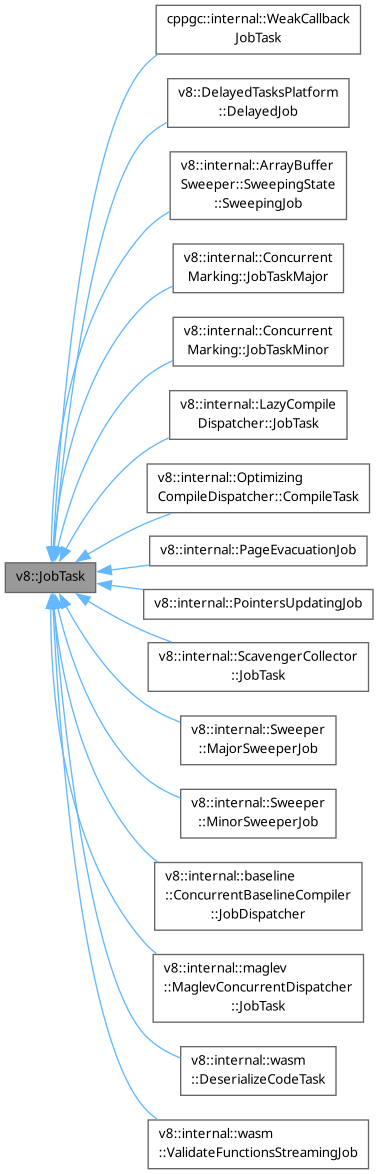 cppgc::internal::WeakCallback
JobTask
v8::DelayedTasksPlatform
::DelayedJob
v8::internal::ArrayBuffer
Sweeper::SweepingState
::SweepingJob
v8::internal::Concurrent
Marking::JobTaskMajor
v8::internal::Concurrent
Marking::JobTaskMinor
v8::internal::LazyCompile
Dispatcher::JobTask
v8::internal::Optimizing
CompileDispatcher::CompileTask
v8::internal::PageEvacuationJob
v8::JobTask
v8::internal::PointersUpdatingJob
v8::internal::ScavengerCollector
::JobTask
v8::internal::Sweeper
::MajorSweeperJob
v8::internal::Sweeper
::MinorSweeperJob
v8::internal::baseline
::ConcurrentBaselineCompiler
::JobDispatcher
v8::internal::maglev
::MaglevConcurrentDispatcher
::JobTask
v8::internal::wasm
::DeserializeCodeTask
v8::internal::wasm
::ValidateFunctionsStreamingJob